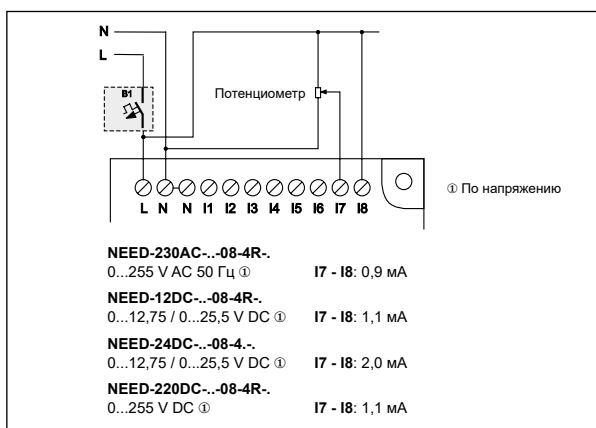 N
L
B1
Потенциометр
① По напряжению
L N N I1 I2 I3 I4 I5 I6 I7 I8
NEED-230AC-..-08-4R-.
0...255 V AC 50 Гц ① I7 - I8: 0,9 мА
NEED-12DC-..-08-4R-.
0...12,75 / 0...25,5 V DC ① I7 - I8: 1,1 мА
NEED-24DC-..-08-4.-.
0...12,75 / 0...25,5 V DC ① I7 - I8: 2,0 мА
NEED-220DC-..-08-4R-.
0...255 V DC ① I7 - I8: 1,1 мА